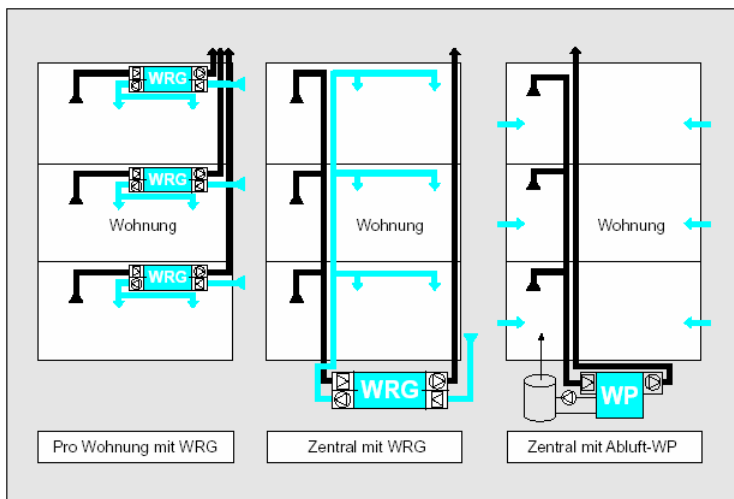 WRG
WRG
Wohnung
WRG
Pro Wohnung mit WRG
Wohnung
WRG
Zentral mit WRG
Wohnung
WP
Zentral mit Abluft-WP